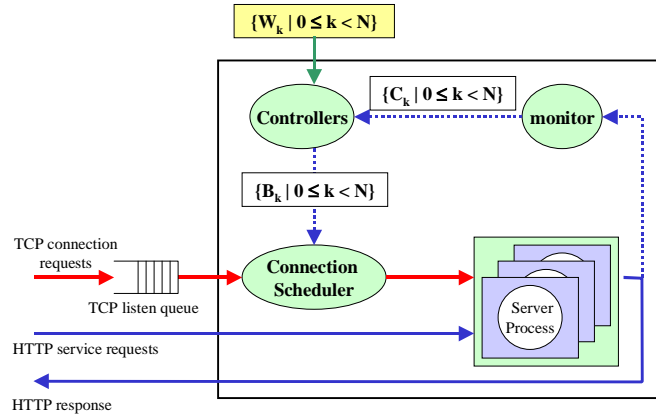 {W_k | 0 ≤ k < N}
{C_k | 0 ≤ k < N}
Controllers
monitor
{B_k | 0 ≤ k < N}
TCP connection
requests
Connection
Scheduler
TCP listen queue
Server
Process
HTTP service requests
HTTP response